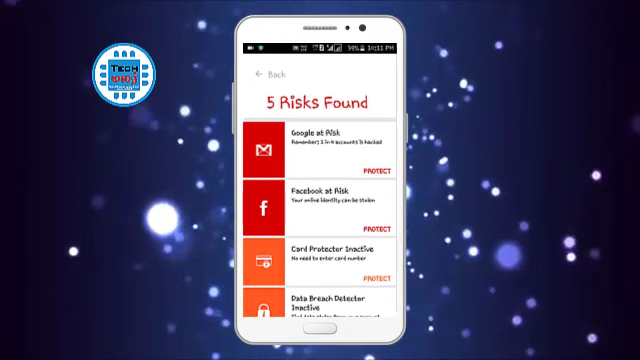 TECH
39% 10:11 PM
Back
5 Risks Found
Google at Risk
Remember: 1 in 4 accounts is hacked
PROTECT
Facebook at Risk
Your online identity can be stolen
PROTECT
Card Protector Inactive
No need to enter card number
PROTECT
Data Breach Detector
Inactive